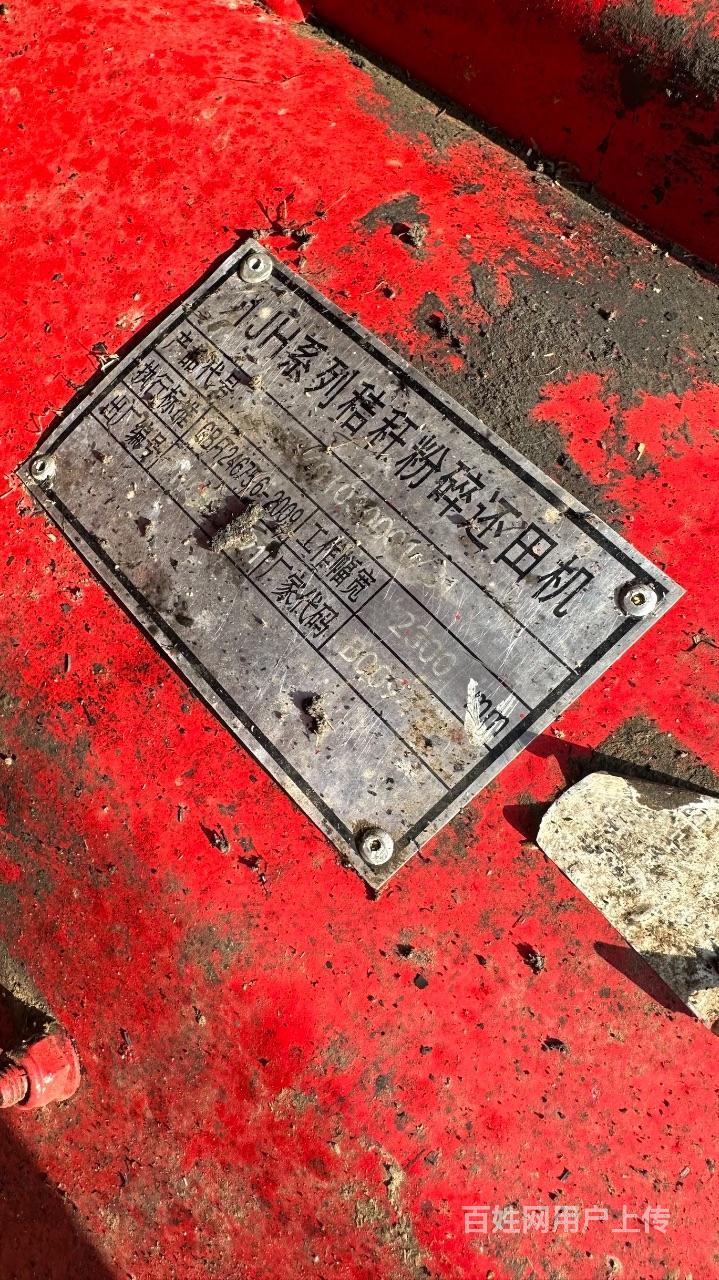 1JH系列秸秆粉碎还田机
产品代号
执行标准 GB/T24675.6-2009 工作幅宽 2300 mm
出厂编号 厂家代码
百姓网用户上传